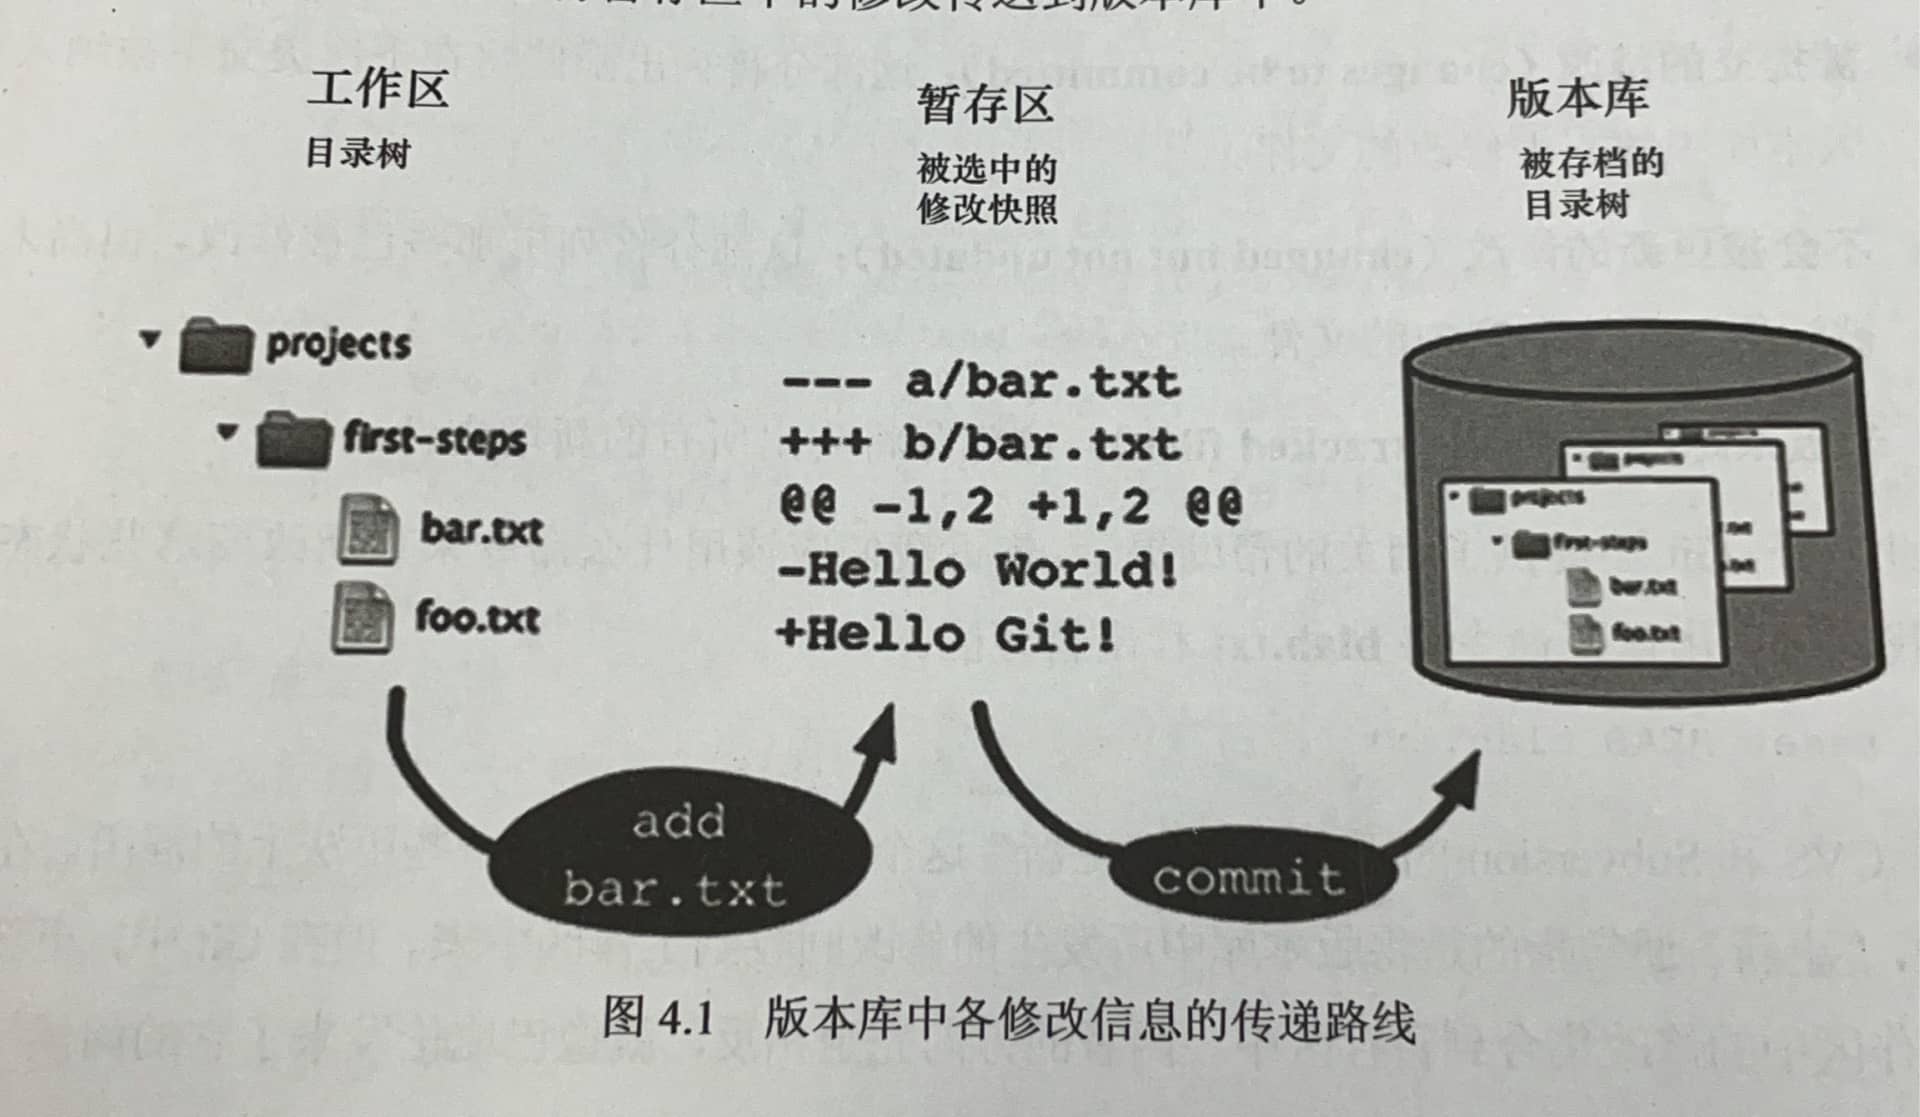 工作区
目录树
暂存区
被选中的
修改快照
版本库
被存档的
目录树
projects
first-steps
bar.txt
foo.txt
--- a/bar.txt
+++ b/bar.txt
@@ -1,2 +1,2 @@
-Hello World!
+Hello Git!
projects
projects
first-steps
bar.txt
foo.txt
add
bar.txt
commit
图 4.1 版本库中各修改信息的传递路线